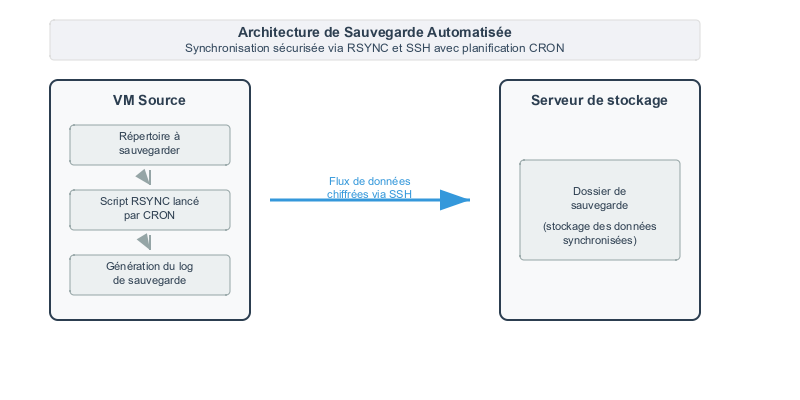 Architecture de Sauvegarde Automatisée
Synchronisation sécurisée via RSYNC et SSH avec planification CRON
VM Source
Répertoire à
sauvegarder
Script RSYNC lancé
par CRON
Génération du log
de sauvegarde
Flux de données
chiffrées via SSH
Serveur de stockage
Dossier de
sauvegarde
(stockage des données
synchronisées)